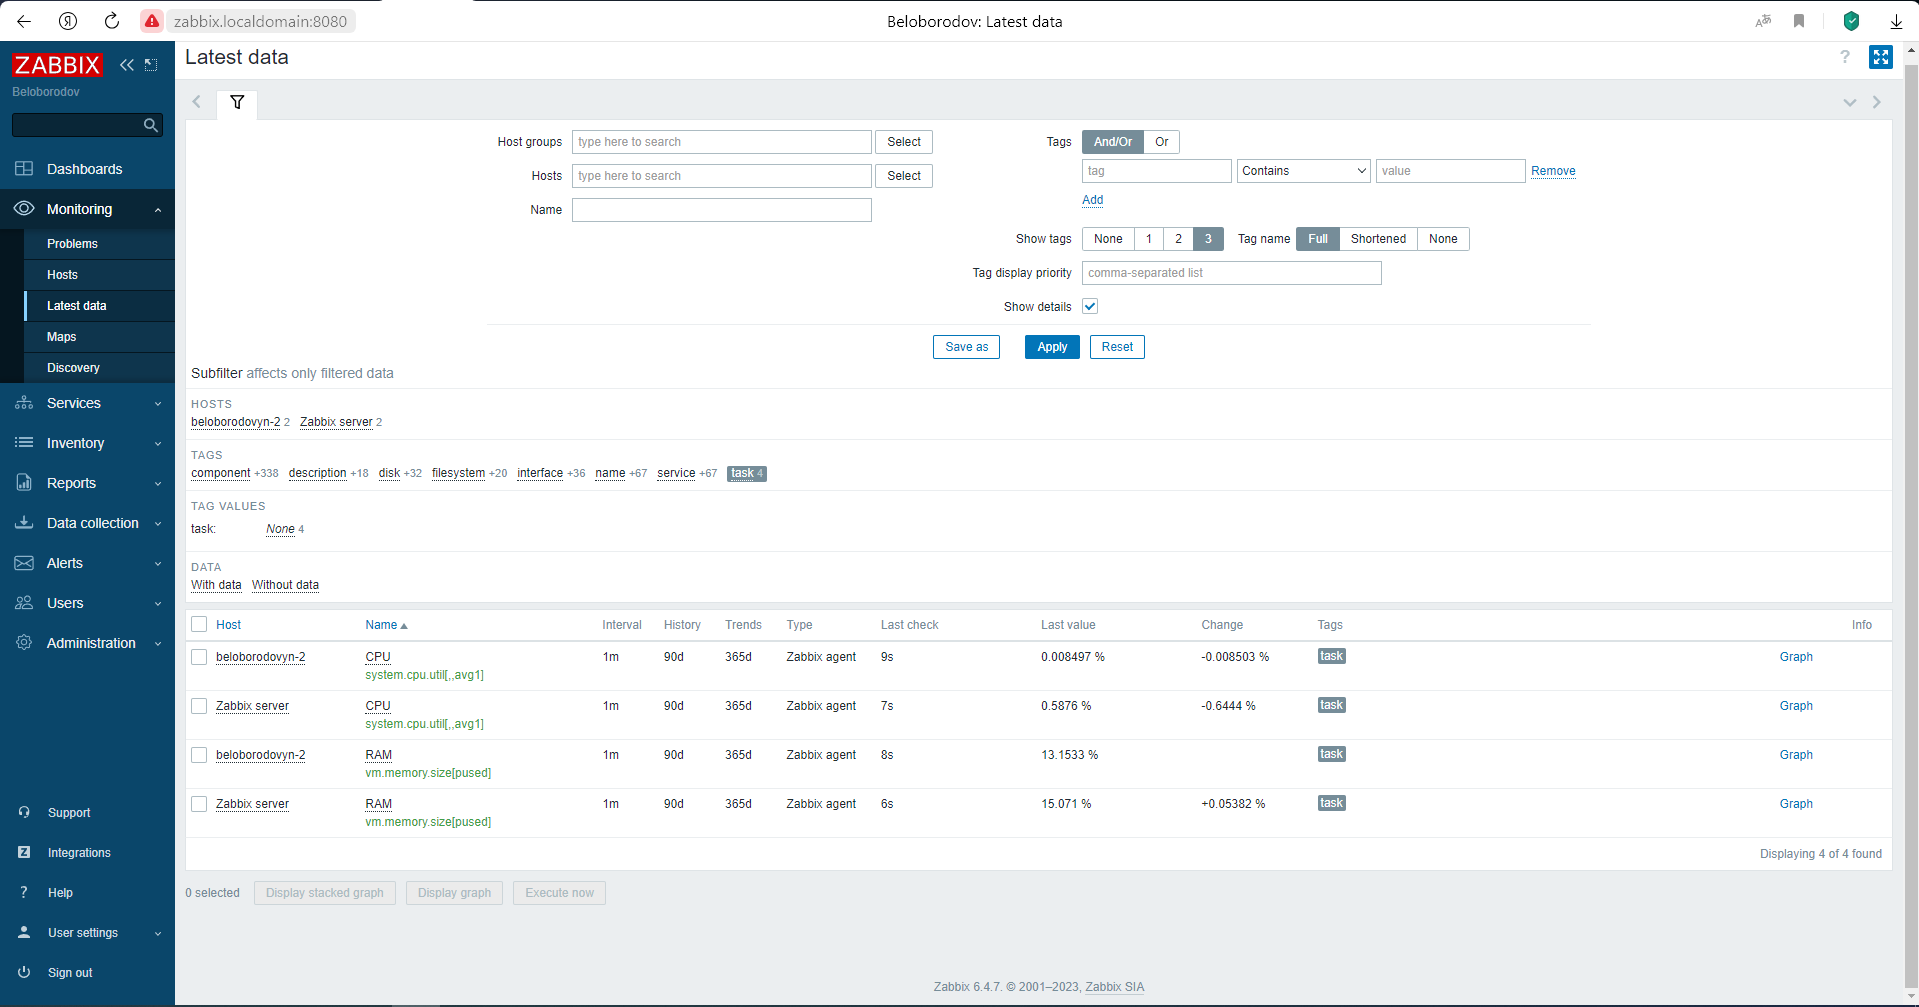 zabbix.localdomain:8080
Beloborodov: Latest data
ZABBIX
Beloborodov
Dashboards
Monitoring
Problems
Hosts
Latest data
Maps
Discovery
Services
Inventory
Reports
Data collection
Alerts
Users
Administration
Support
Integrations
Help
User settings
Sign out
Latest data
Host groups type here to search Select
Hosts type here to search Select
Name
Tags And/Or Or
tag Contains value Remove
Add
Show tags None 1 2 3 Tag name Full Shortened None
Tag display priority comma-separated list
Show details
Save as Apply Reset
Subfilter affects only filtered data
HOSTS
beloborodovyn-2 2 Zabbix server 2
TAGS
component +338 description +18 disk +32 filesystem +20 interface +36 name +67 service +67 task 4
TAG VALUES
task: None 4
DATA
With data Without data
Host Name Interval History Trends Type Last check Last value Change Tags Info
beloborodovyn-2 CPU 1m 90d 365d Zabbix agent 9s 0.008497 % -0.008503 % task Graph
system.cpu.util[,,avg1]
Zabbix server CPU 1m 90d 365d Zabbix agent 7s 0.5876 % -0.6444 % task Graph
system.cpu.util[,,avg1]
beloborodovyn-2 RAM 1m 90d 365d Zabbix agent 8s 13.1533 % task Graph
vm.memory.size[pused]
Zabbix server RAM 1m 90d 365d Zabbix agent 6s 15.071 % +0.05382 % task Graph
vm.memory.size[pused]
Displaying 4 of 4 found
0 selected Display stacked graph Display graph Execute now
Zabbix 6.4.7. © 2001–2023, Zabbix SIA